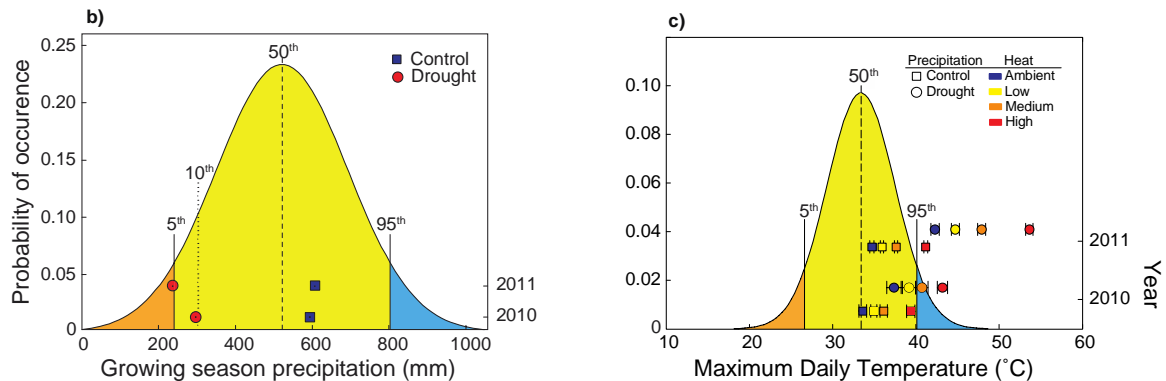 b)
Probability of occurence
0.25
0.20
0.15
0.10
0.05
0
50th
10th
5th
95th
Control
Drought
2011
2010
0
200
400
600
800
1000
Growing season precipitation (mm)
c)
0.10
0.08
0.06
0.04
0.02
0.00
50th
5th
95th
Precipitation Heat
Control Ambient
Drought Low
Medium
High
2011
2010
Year
10
20
30
40
50
60
Maximum Daily Temperature (˚C)